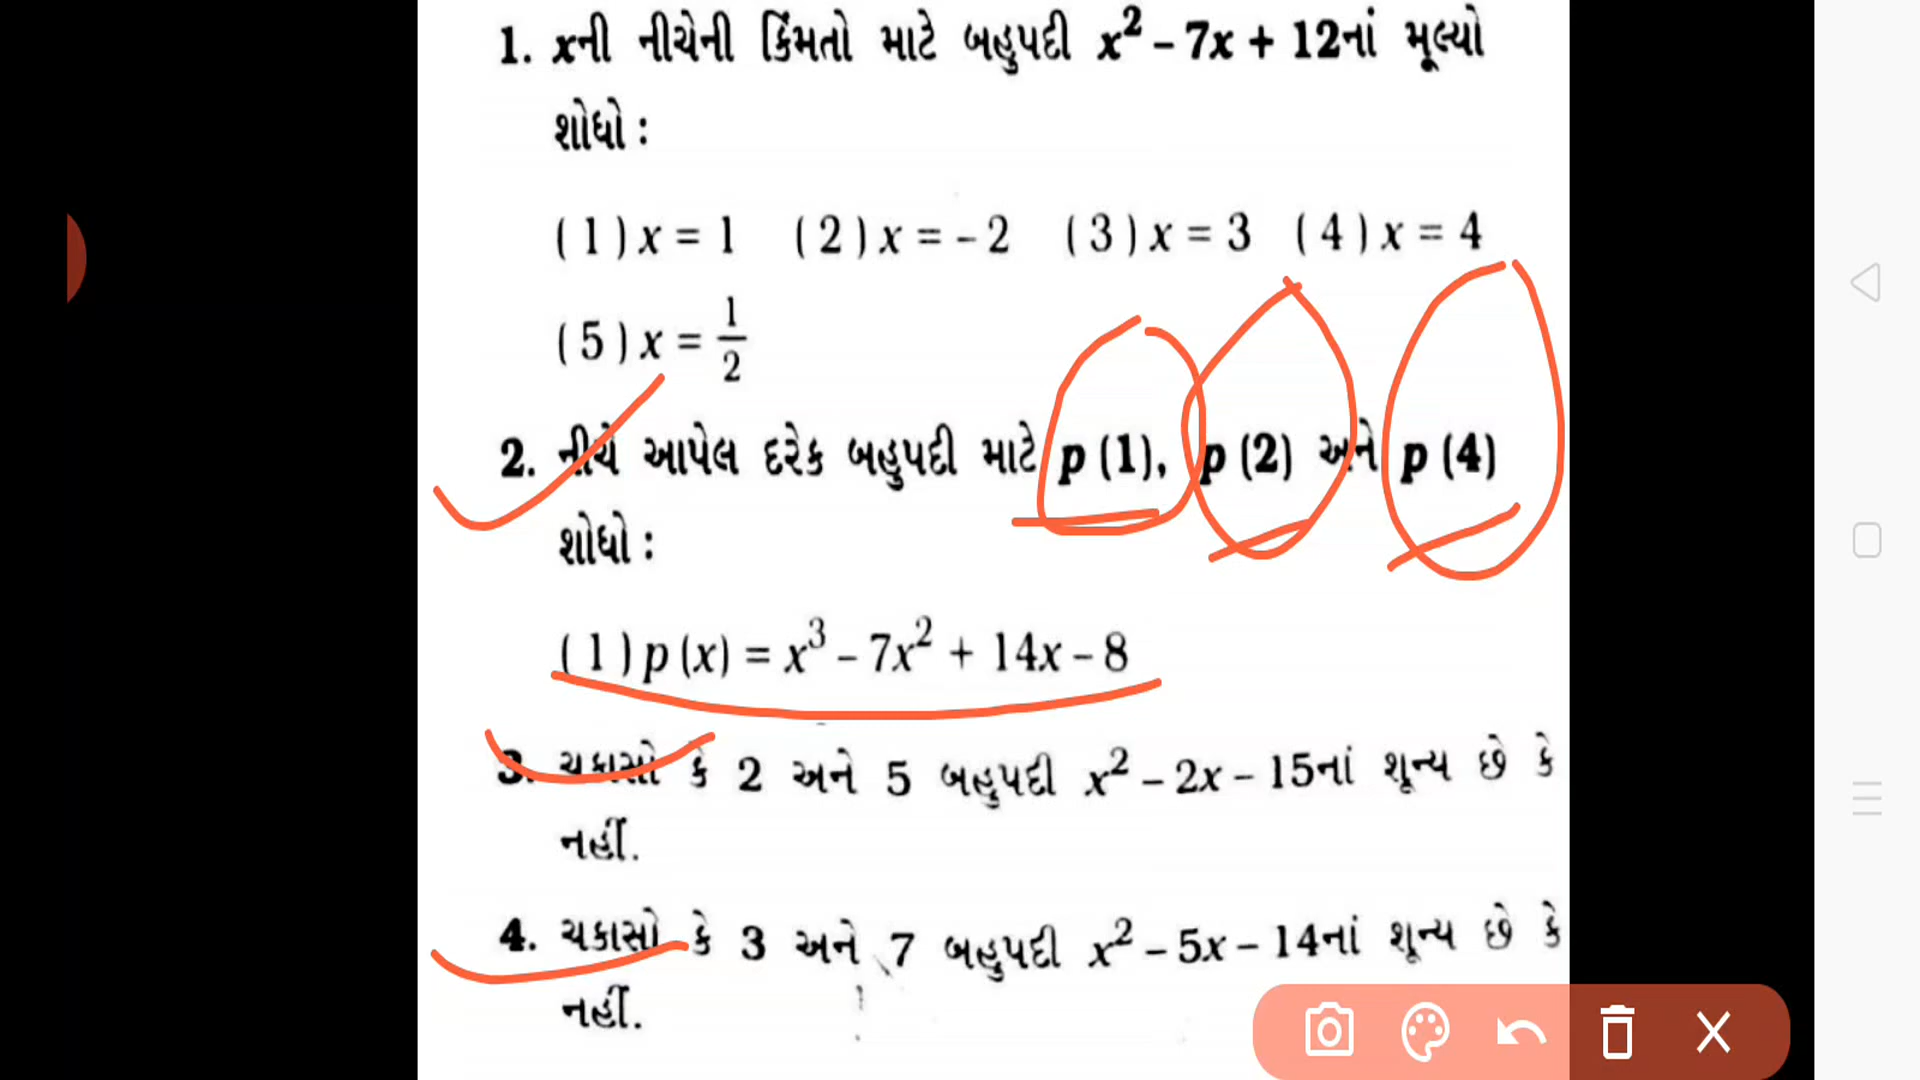 1. xની નીચેની કિંમતો માટે બહુપદી x² – 7x + 12નાં મૂલ્યો
શોધો :
(1) x = 1 (2) x = – 2 (3) x = 3 (4) x = 4
(5) x = 1/2
2. નીચે આપેલ દરેક બહુપદી માટે p (1), p (2) અને p (4)
શોધો :
(1) p (x) = x³ – 7x² + 14x – 8
3. ચકાસો કે 2 અને 5 બહુપદી x² – 2x – 15નાં શૂન્ય છે કે
નહીં.
4. ચકાસો કે 3 અને 7 બહુપદી x² – 5x – 14નાં શૂન્ય છે કે
નહીં.